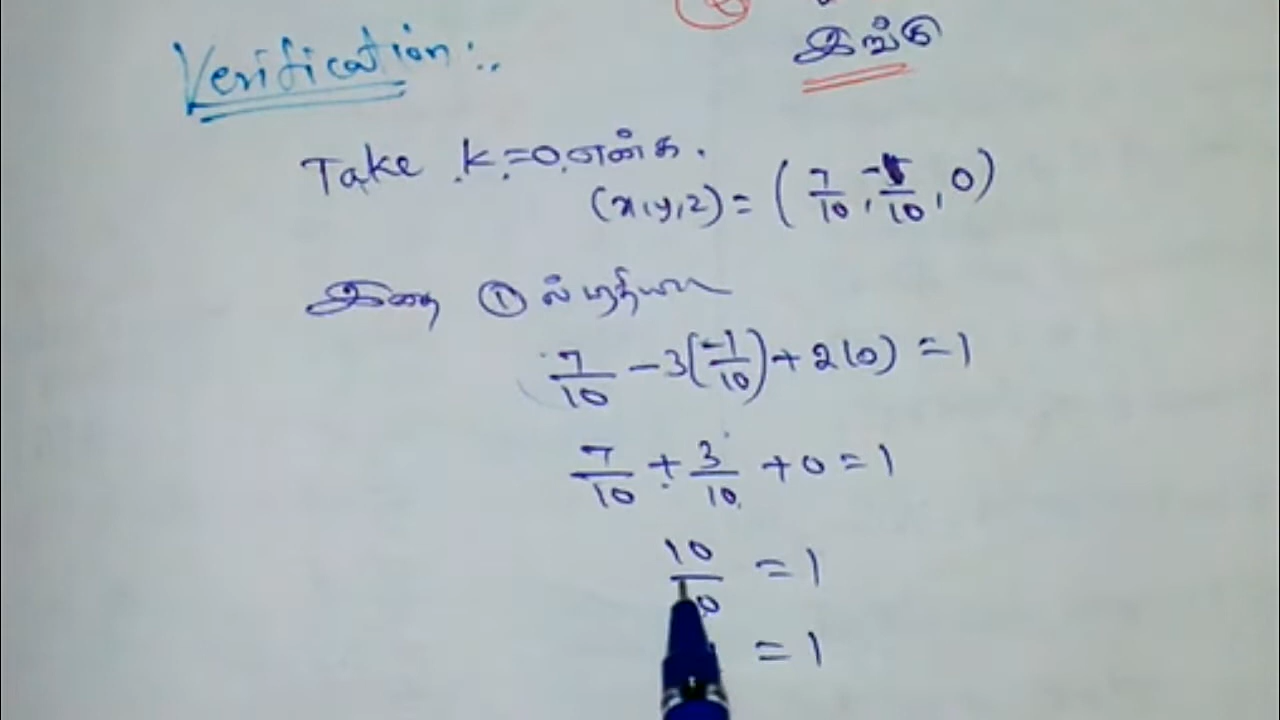 இங்கு
Verification:
Take k=0 என்க.
(x,y,z) = (7/10, -1/10, 0)
இதை ① ல் பிரதியிட
7/10 - 3(-1/10) + 2(0) = 1
7/10 + 3/10 + 0 = 1
10/10 = 1
= 1